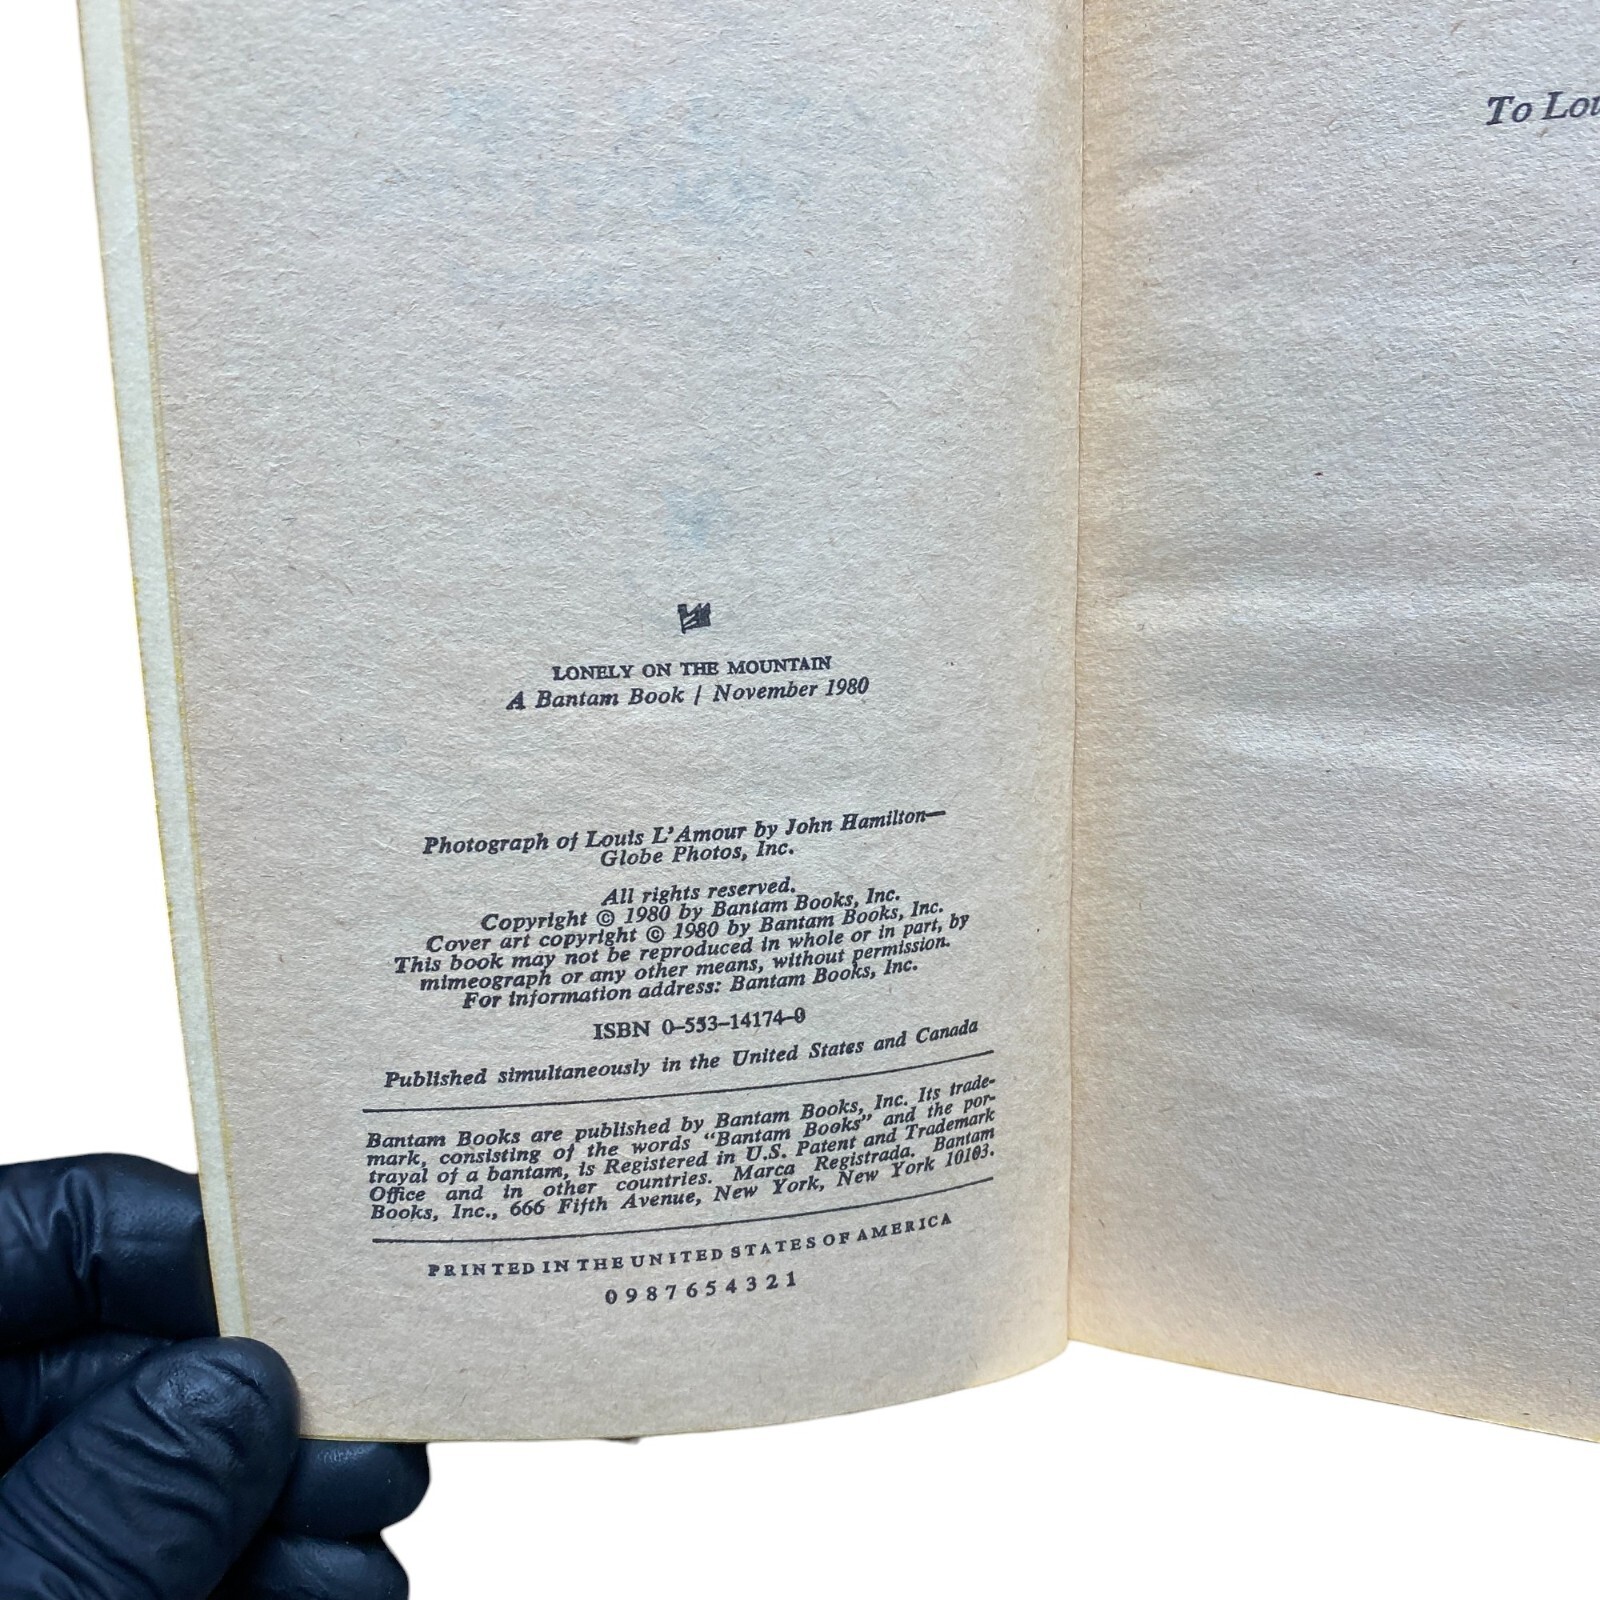 LONELY ON THE MOUNTAIN
A Bantam Book / November 1980
Photograph of Louis L'Amour by John Hamilton—
Globe Photos, Inc.
All rights reserved.
Copyright © 1980 by Bantam Books, Inc.
Cover art copyright © 1980 by Bantam Books, Inc.
This book may not be reproduced in whole or in part, by
mimeograph or any other means, without permission.
For information address: Bantam Books, Inc.
ISBN 0-553-14174-0
Published simultaneously in the United States and Canada
Bantam Books are published by Bantam Books, Inc. Its trade-
mark, consisting of the words "Bantam Books" and the por-
trayal of a bantam, is Registered in U.S. Patent and Trademark
Office and in other countries. Marca Registrada. Bantam
Books, Inc., 666 Fifth Avenue, New York, New York 10103.
PRINTED IN THE UNITED STATES OF AMERICA
0 9 8 7 6 5 4 3 2 1
To